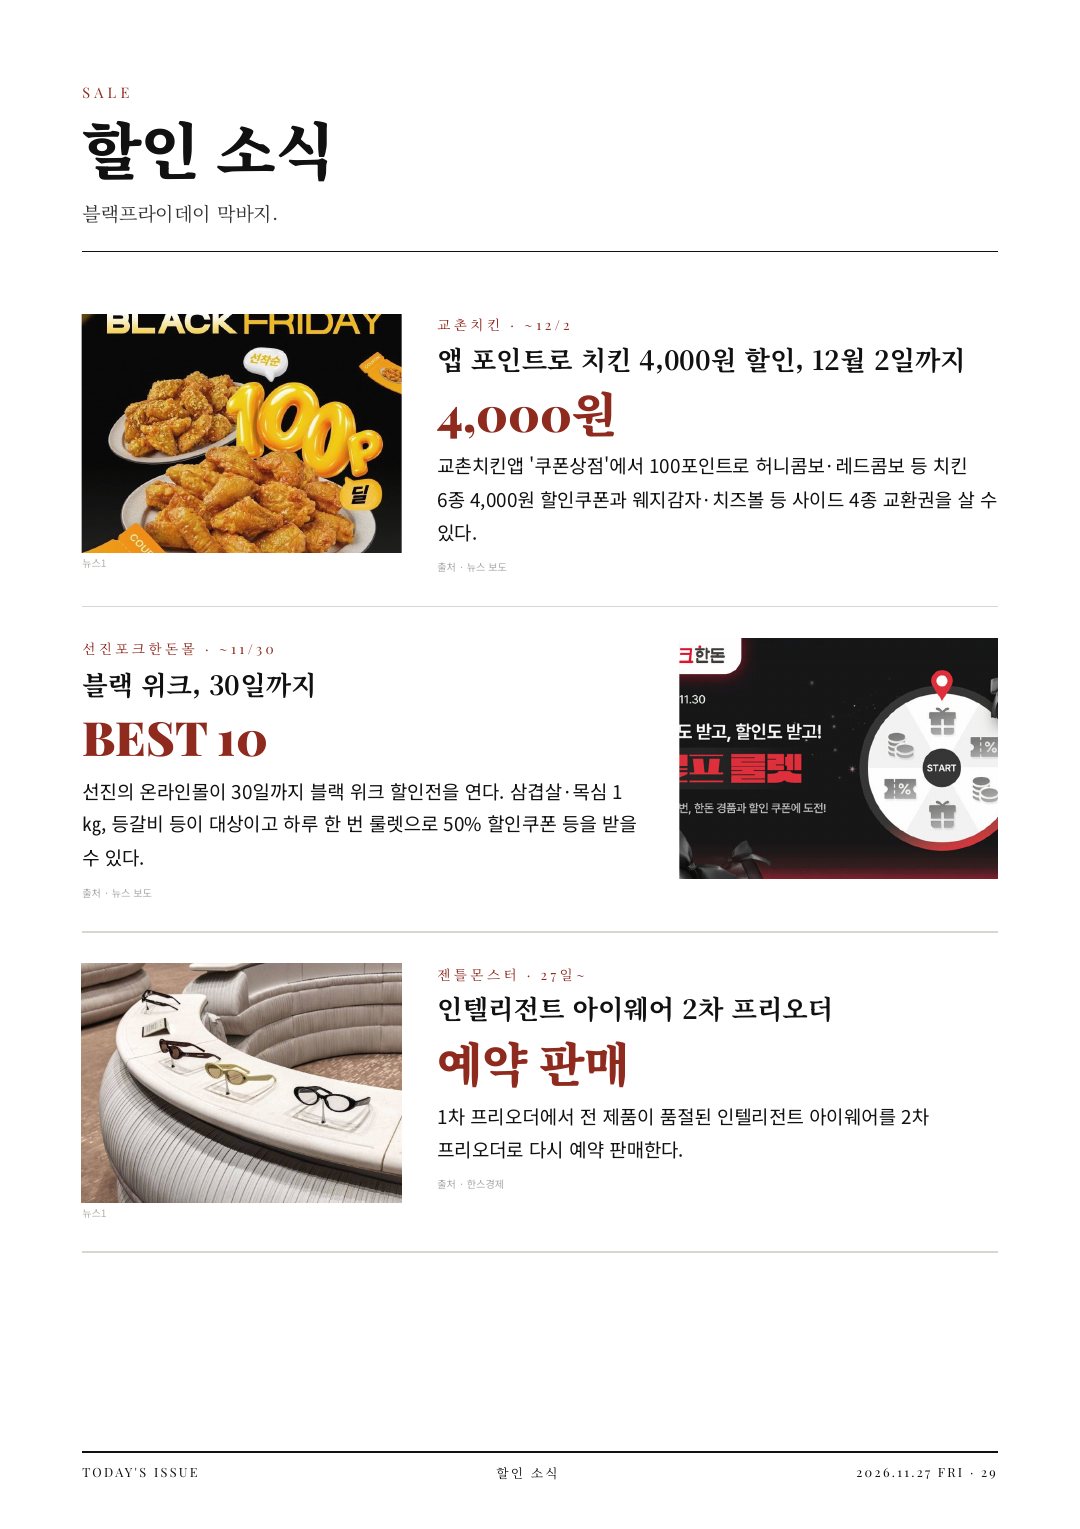 SALE
할인 소식
블랙프라이데이 막바지.
BLACK FRIDAY
선착순
100P
딜
COU
뉴스1
교촌치킨 · ~12/2
앱 포인트로 치킨 4,000원 할인, 12월 2일까지
4,000원
교촌치킨앱 '쿠폰상점'에서 100포인트로 허니콤보·레드콤보 등 치킨
6종 4,000원 할인쿠폰과 웨지감자·치즈볼 등 사이드 4종 교환권을 살 수
있다.
출처 · 뉴스 보도
선진포크한돈몰 · ~11/30
블랙 위크, 30일까지
BEST 10
선진의 온라인몰이 30일까지 블랙 위크 할인전을 연다. 삼겹살·목심 1
kg, 등갈비 등이 대상이고 하루 한 번 룰렛으로 50% 할인쿠폰 등을 받을
수 있다.
출처 · 뉴스 보도
크한돈
11.30
도 받고, 할인도 받고!
프 룰렛
번, 한돈 경품과 할인 쿠폰에 도전!
START
%
%
젠틀몬스터 · 27일~
인텔리전트 아이웨어 2차 프리오더
예약 판매
1차 프리오더에서 전 제품이 품절된 인텔리전트 아이웨어를 2차
프리오더로 다시 예약 판매한다.
출처 · 한스경제
뉴스1
TODAY'S ISSUE
할인 소식
2026.11.27 FRI · 29